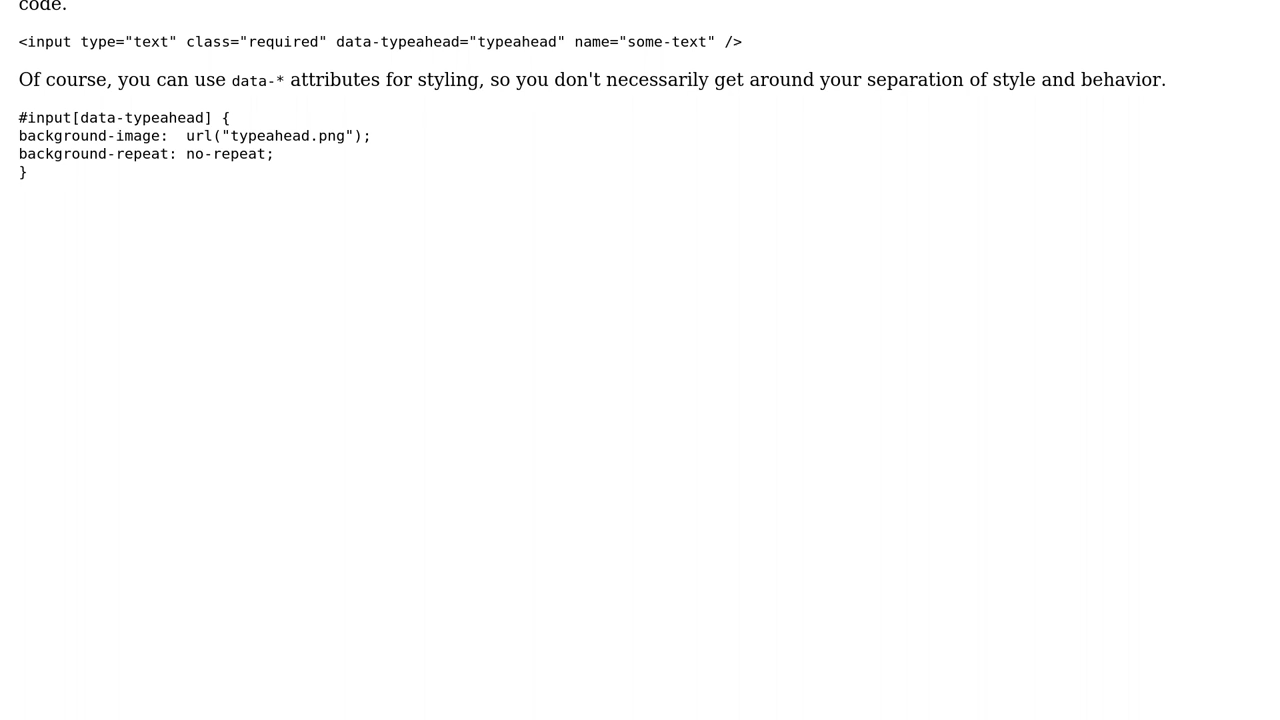 code.
<input type="text" class="required" data-typeahead="typeahead" name="some-text" />
Of course, you can use data-* attributes for styling, so you don't necessarily get around your separation of style and behavior.
#input[data-typeahead] {
background-image:  url("typeahead.png");
background-repeat: no-repeat;
}